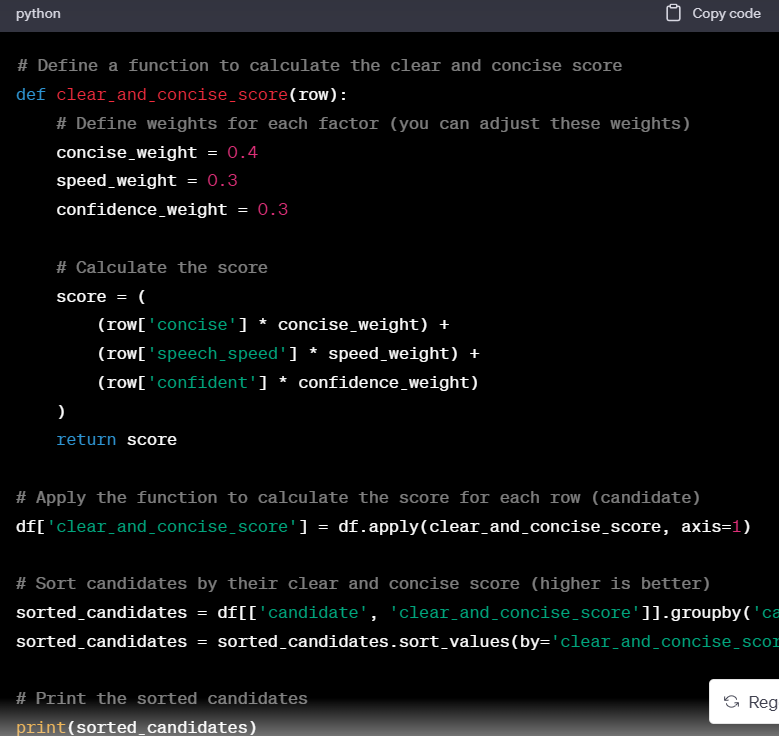 python
Copy code
# Define a function to calculate the clear and concise score
def clear_and_concise_score(row):
    # Define weights for each factor (you can adjust these weights)
    concise_weight = 0.4
    speed_weight = 0.3
    confidence_weight = 0.3

    # Calculate the score
    score = (
        (row['concise'] * concise_weight) +
        (row['speech_speed'] * speed_weight) +
        (row['confident'] * confidence_weight)
    )
    return score

# Apply the function to calculate the score for each row (candidate)
df['clear_and_concise_score'] = df.apply(clear_and_concise_score, axis=1)

# Sort candidates by their clear and concise score (higher is better)
sorted_candidates = df[['candidate', 'clear_and_concise_score']].groupby('ca
sorted_candidates = sorted_candidates.sort_values(by='clear_and_concise_scor

# Print the sorted candidates
Reg
print(sorted_candidates)